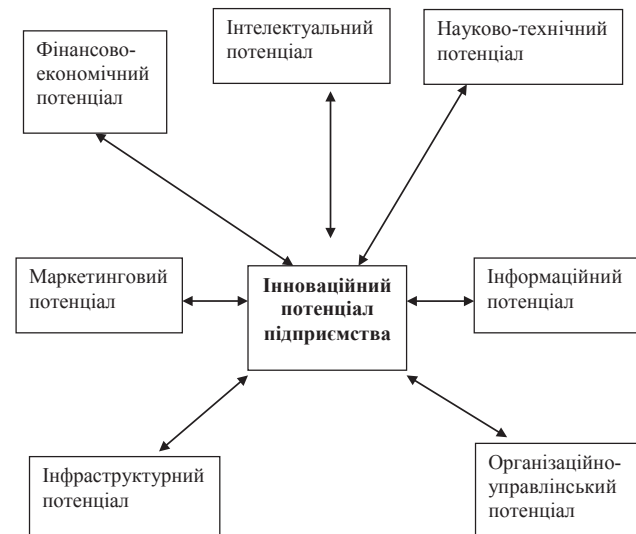 Фінансово-
економічний
потенціал
Інтелектуальний
потенціал
Науково-технічний
потенціал
Маркетинговий
потенціал
Інноваційний
потенціал
підприємства
Інформаційний
потенціал
Інфраструктурний
потенціал
Організаційно-
управлінський
потенціал